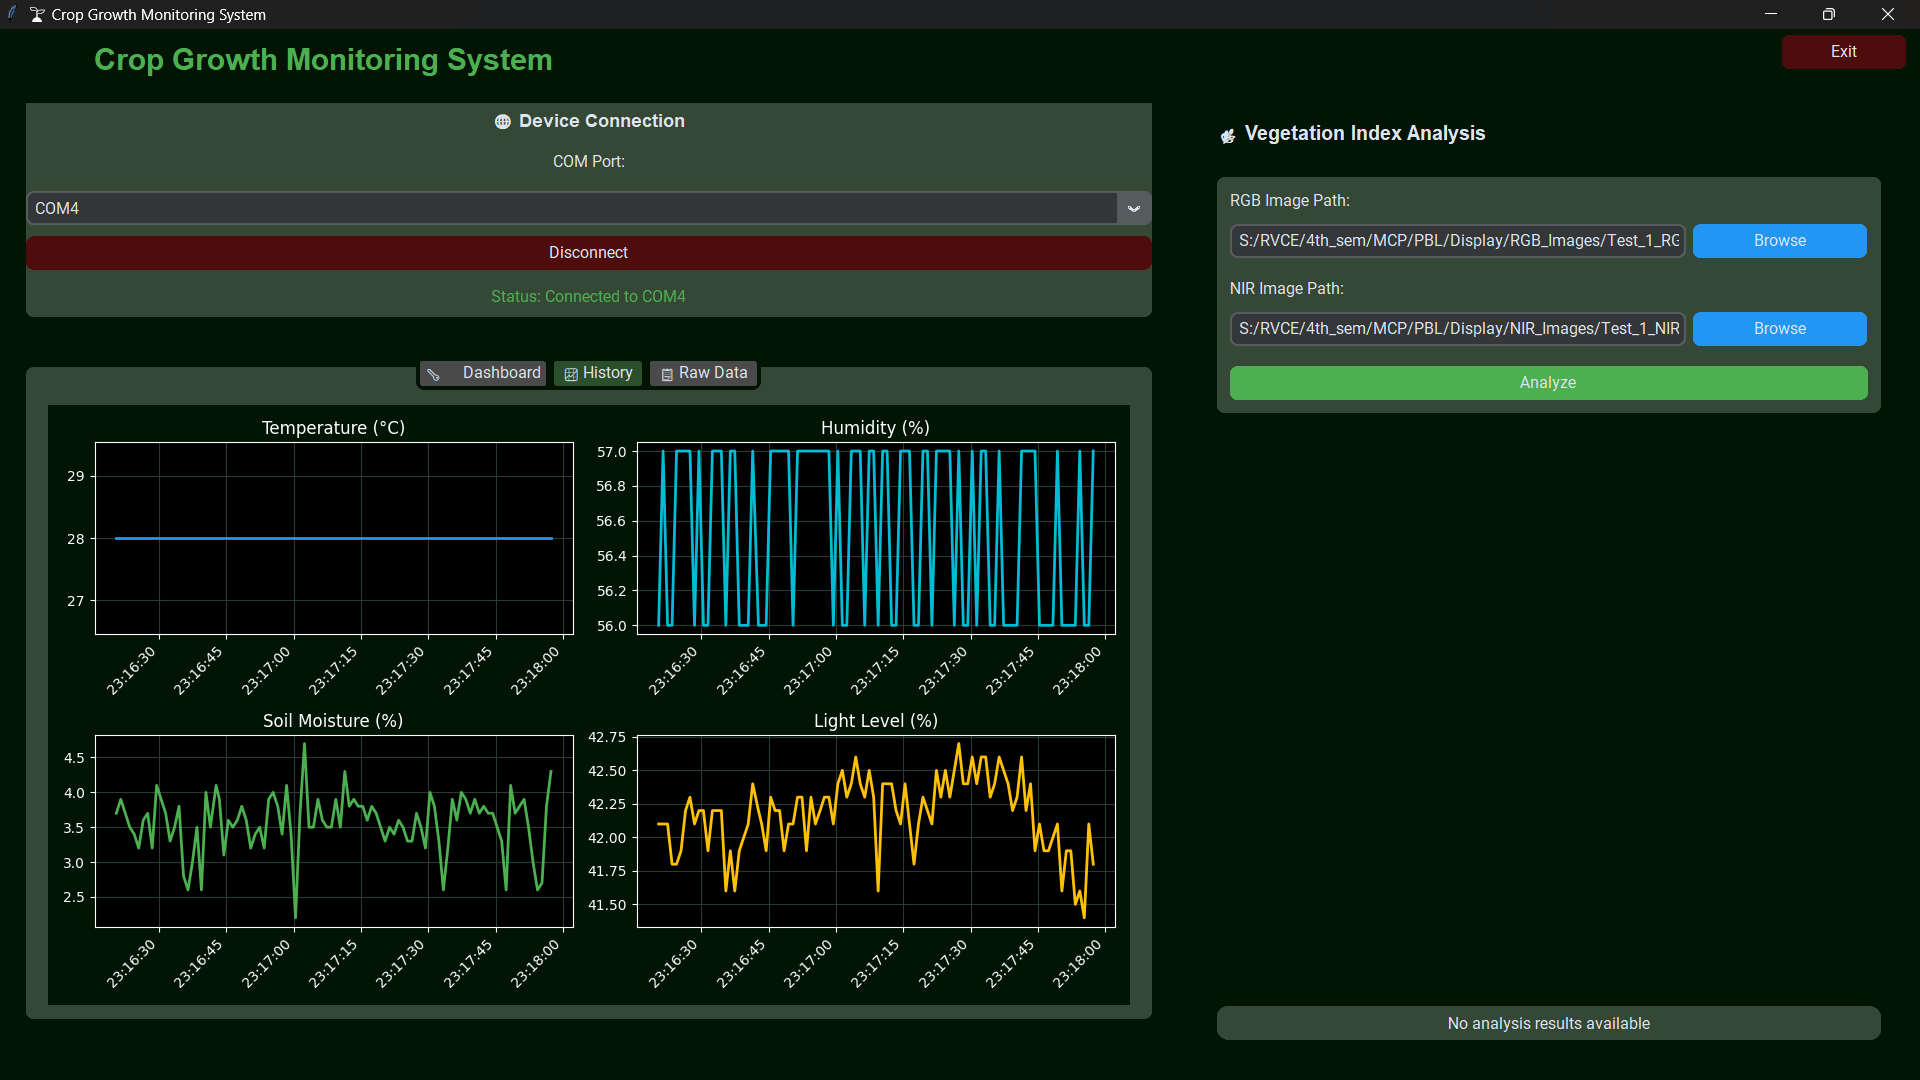 Crop Growth Monitoring System
Crop Growth Monitoring System
Exit
Device Connection
COM Port:
COM4
Disconnect
Status: Connected to COM4
Dashboard
History
Raw Data
Temperature (°C)
29
28
27
23:16:30
23:16:45
23:17:00
23:17:15
23:17:30
23:17:45
23:18:00
Humidity (%)
57.0
56.8
56.6
56.4
56.2
56.0
23:16:30
23:16:45
23:17:00
23:17:15
23:17:30
23:17:45
23:18:00
Soil Moisture (%)
4.5
4.0
3.5
3.0
2.5
23:16:30
23:16:45
23:17:00
23:17:15
23:17:30
23:17:45
23:18:00
Light Level (%)
42.75
42.50
42.25
42.00
41.75
41.50
23:16:30
23:16:45
23:17:00
23:17:15
23:17:30
23:17:45
23:18:00
Vegetation Index Analysis
RGB Image Path:
S:/RVCE/4th_sem/MCP/PBL/Display/RGB_Images/Test_1_RG
Browse
NIR Image Path:
S:/RVCE/4th_sem/MCP/PBL/Display/NIR_Images/Test_1_NIR
Browse
Analyze
No analysis results available